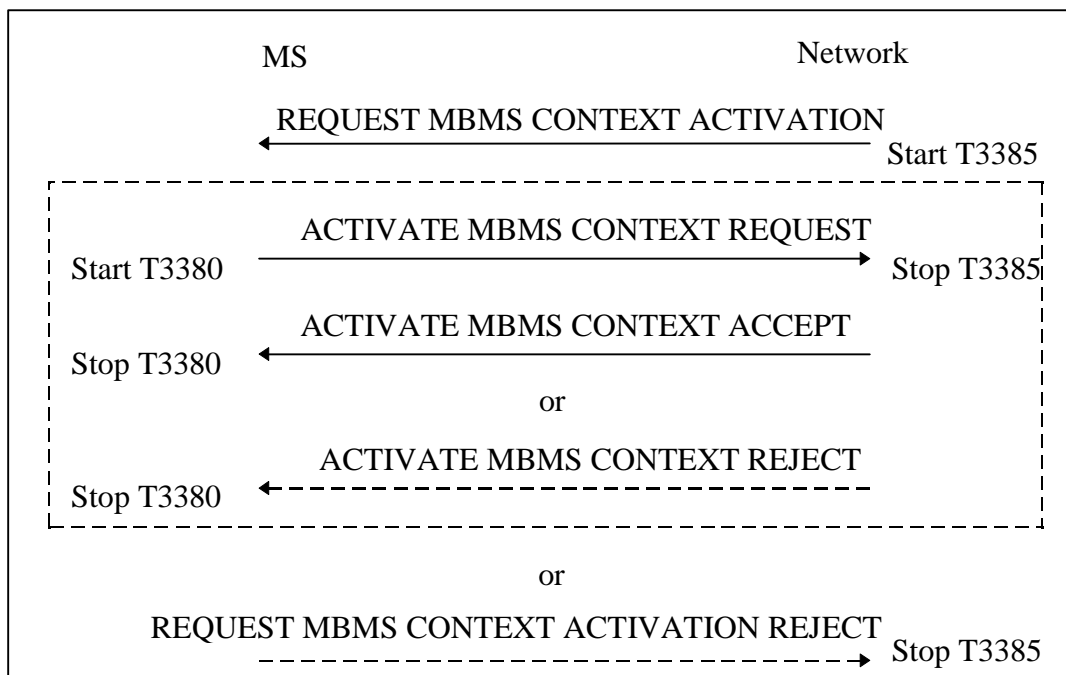 MS Network
REQUEST MBMS CONTEXT ACTIVATION
Start T3385
ACTIVATE MBMS CONTEXT REQUEST
Start T3380 Stop T3385
ACTIVATE MBMS CONTEXT ACCEPT
Stop T3380
or
ACTIVATE MBMS CONTEXT REJECT
Stop T3380
or
REQUEST MBMS CONTEXT ACTIVATION REJECT
Stop T3385